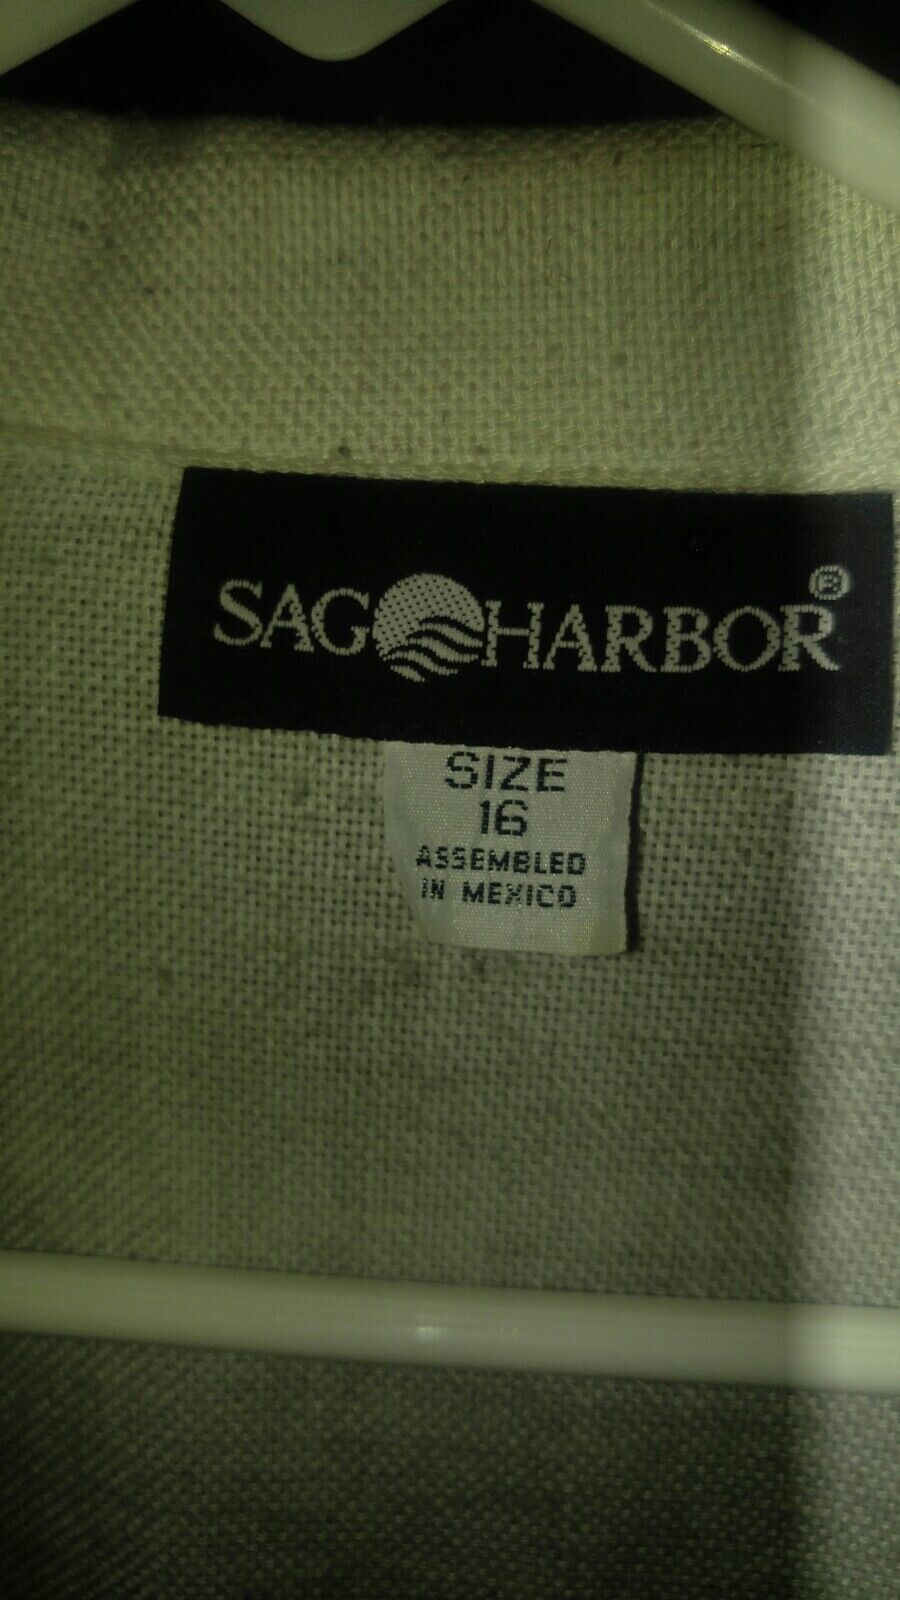 SAG HARBOR®
SIZE
16
ASSEMBLED
IN MEXICO